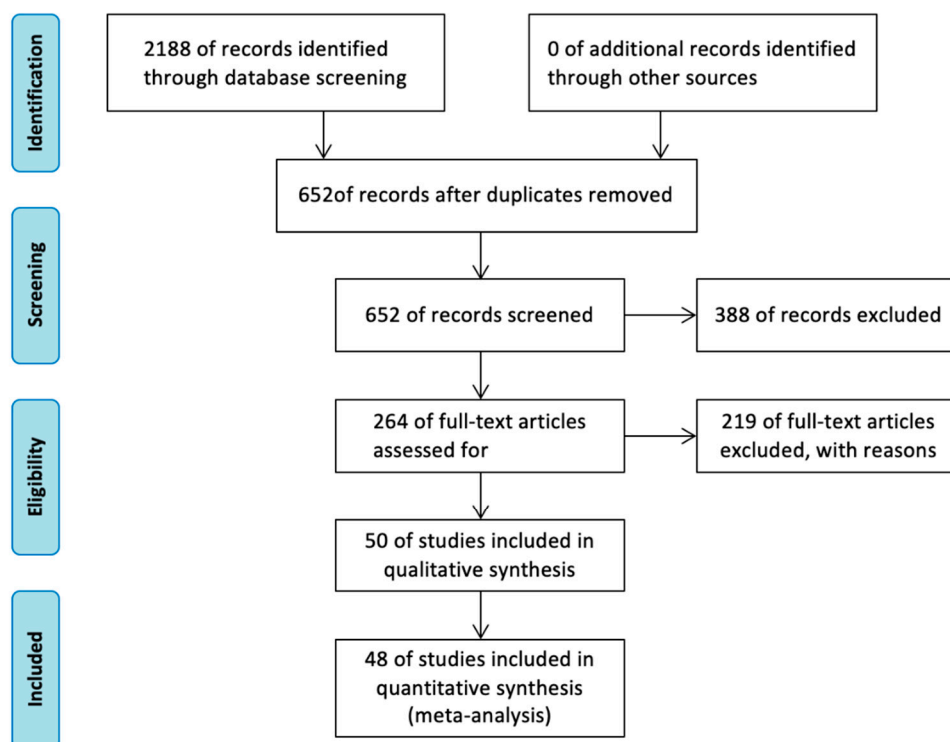 Identification
2188 of records identified
through database screening
0 of additional records identified
through other sources
652of records after duplicates removed
Screening
652 of records screened
388 of records excluded
Eligibility
264 of full-text articles
assessed for
219 of full-text articles
excluded, with reasons
50 of studies included in
qualitative synthesis
Included
48 of studies included in
quantitative synthesis
(meta-analysis)